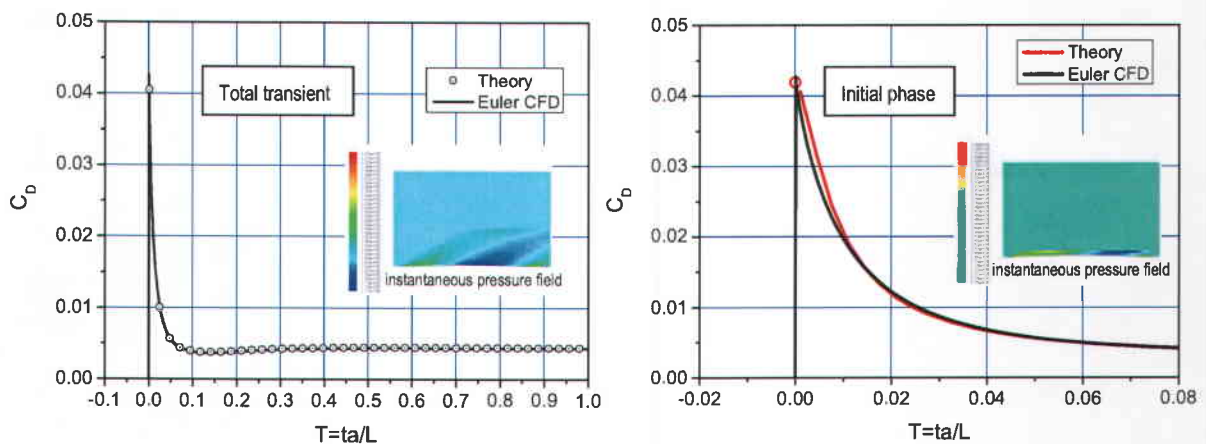 0.05
0.04
0.03
0.02
0.01
0.00
C_D
Total transient
Theory
Euler CFD
instantaneous pressure field
-0.1 0.0 0.1 0.2 0.3 0.4 0.5 0.6 0.7 0.8 0.9 1.0
T=ta/L
0.05
0.04
0.03
0.02
0.01
0.00
C_D
Initial phase
Theory
Euler CFD
instantaneous pressure field
-0.02 0.00 0.02 0.04 0.06 0.08
T=ta/L